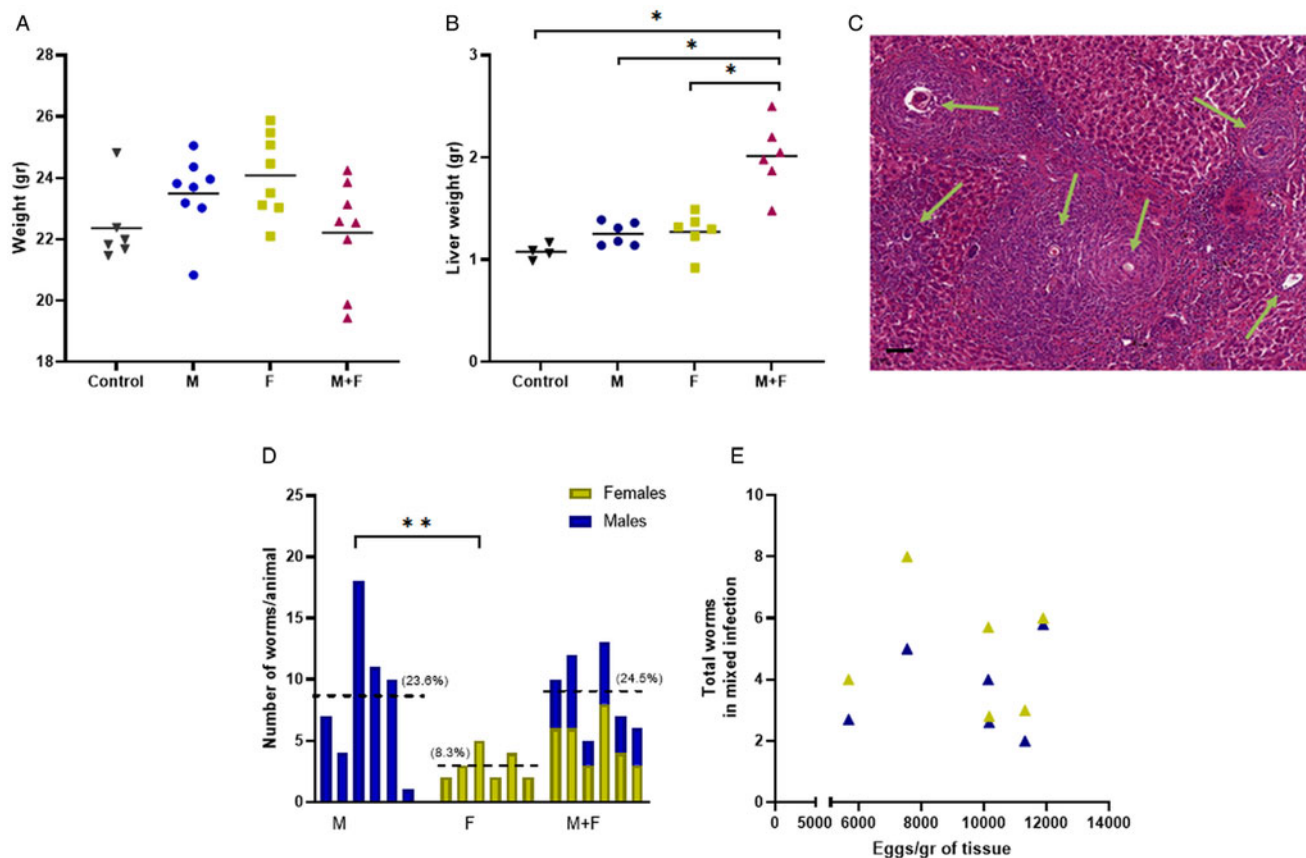 A
Weight (gr)
28
26
24
22
20
18
Control M F M+F
B
Liver weight (gr)
3
2
1
0
*
*
*
Control M F M+F
C
D
Number of worms/animal
25
20
15
10
5
0
**
(23.6%)
(8.3%)
(24.5%)
Females
Males
M F M+F
E
Total worms
in mixed infection
10
8
6
4
2
0
0 5000 6000 8000 10000 12000 14000
Eggs/gr of tissue